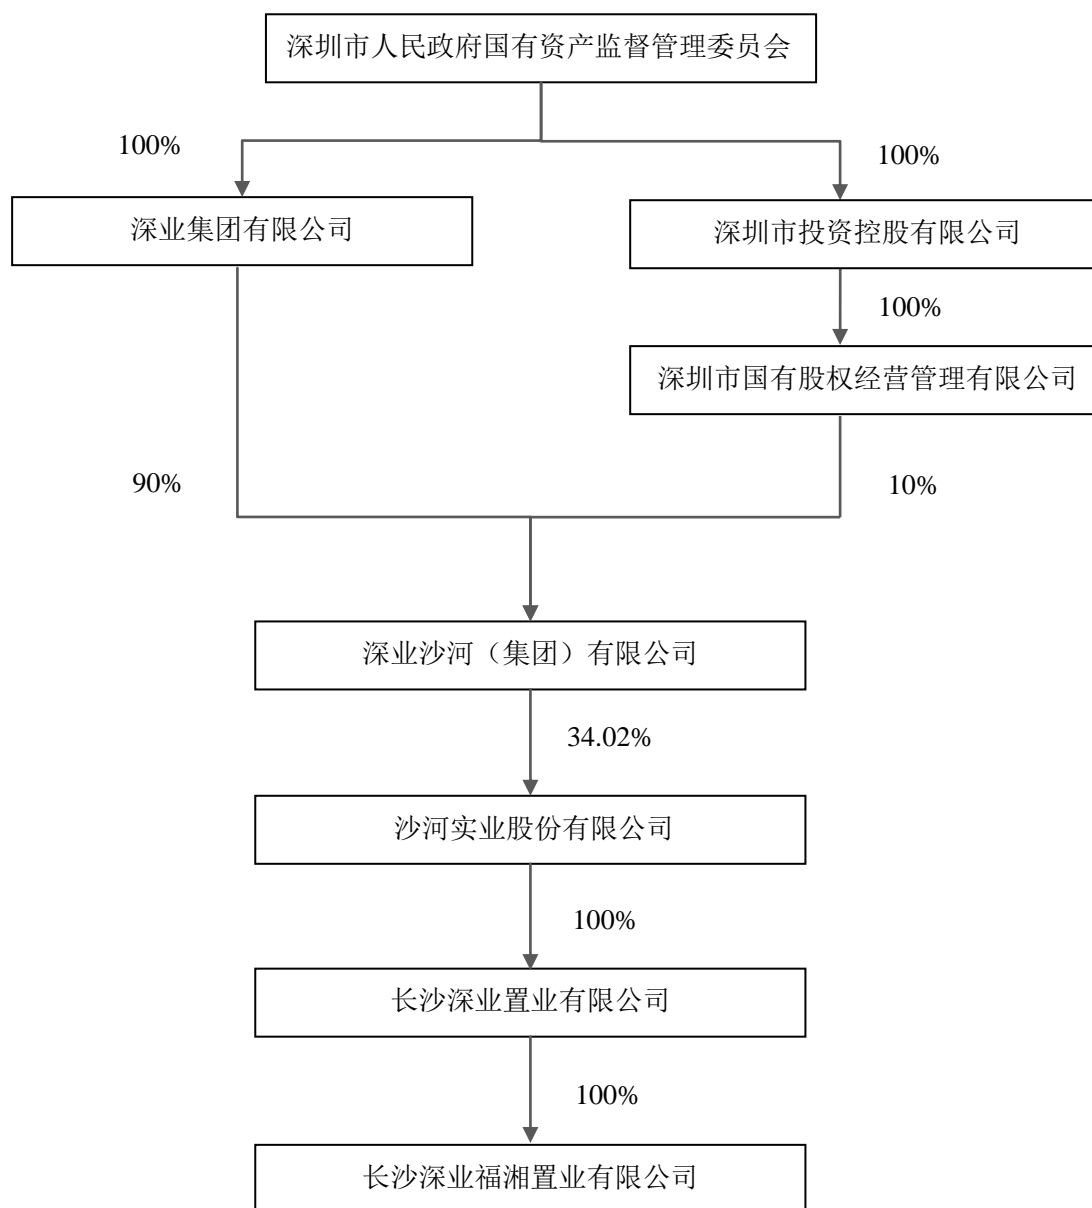 深圳市人民政府国有资产监督管理委员会
100%
100%
深业集团有限公司
深圳市投资控股有限公司
100%
深圳市国有股权经营管理有限公司
90%
10%
深业沙河（集团）有限公司
34.02%
沙河实业股份有限公司
100%
长沙深业置业有限公司
100%
长沙深业福湘置业有限公司